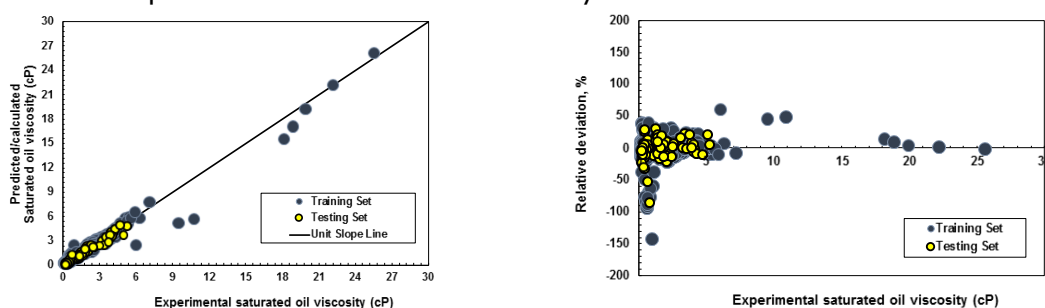 30
27
24
21
18
15
12
9
6
3
0
0 3 6 9 12 15 18 21 24 27 30
Predicted/calculated
Saturated oil viscosity (cP)
Training Set
Testing Set
Unit Slope Line
Experimental saturated oil viscosity (cP)
200
150
100
50
0
-50
-100
-150
-200
0 5 10 15 20 25 3
Relative deviation, %
Training Set
Testing Set
Experimental saturated oil viscosity (cP)